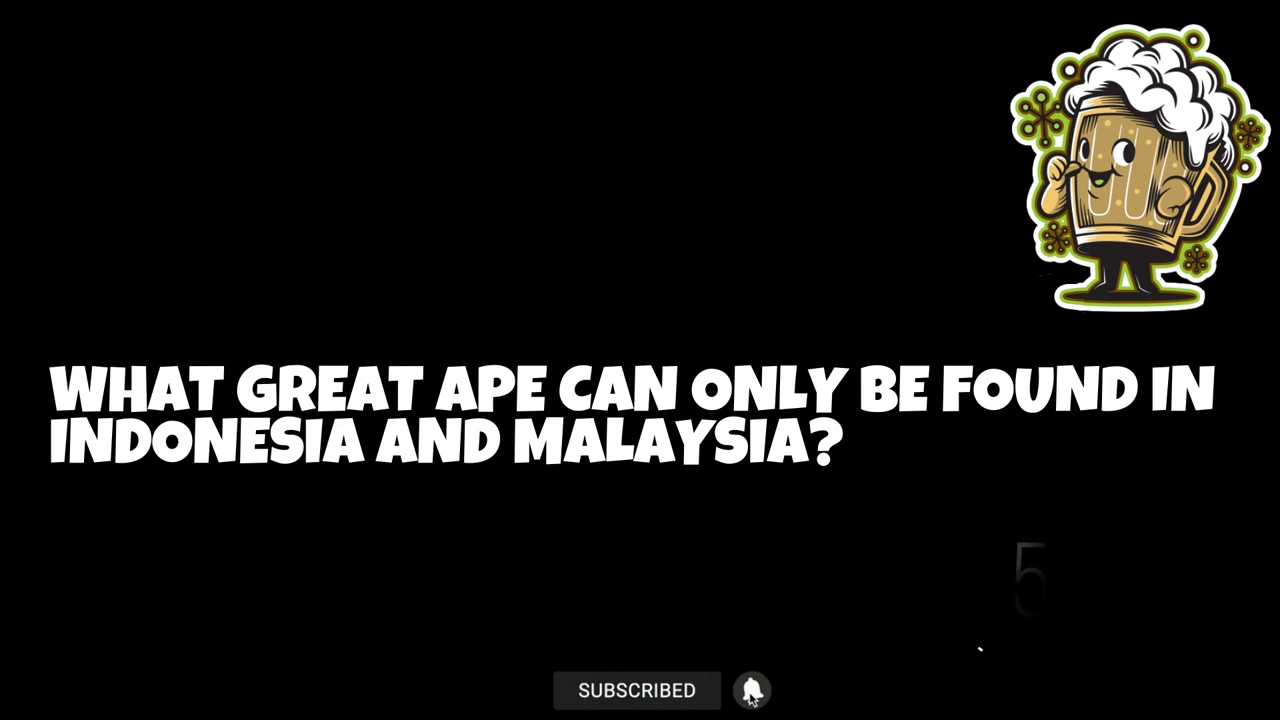 WHAT GREAT APE CAN ONLY BE FOUND IN
INDONESIA AND MALAYSIA?
5
SUBSCRIBED